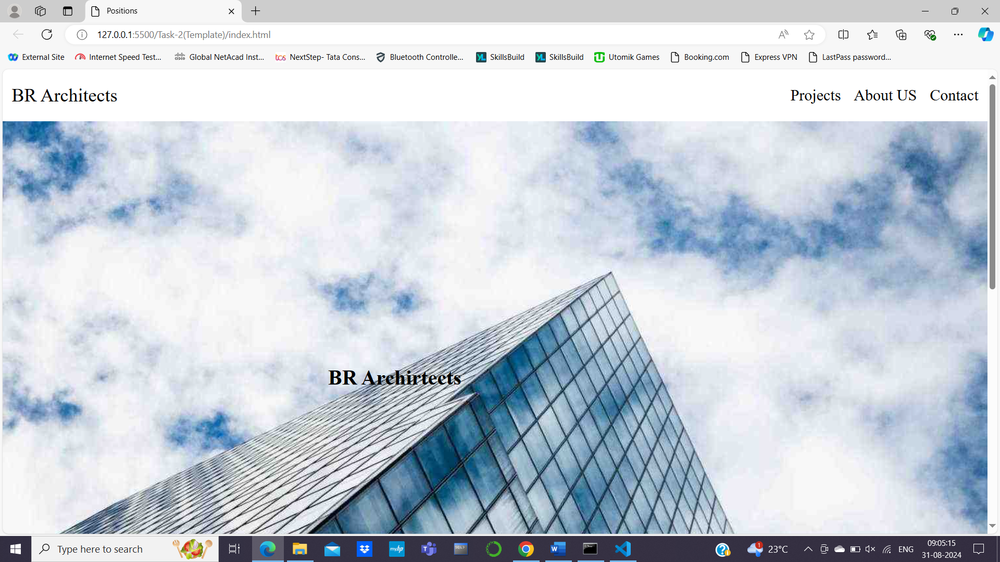 Positions
127.0.0.1:5500/Task-2(Template)/index.html
External Site Internet Speed Test... Global NetAcad Inst... NextStep- Tata Cons... Bluetooth Controlle... SkillsBuild SkillsBuild Utomik Games Booking.com Express VPN LastPass password...
BR Architects Projects About US Contact
BR Archirtects
Type here to search 23°C ENG 09:05:15
31-08-2024